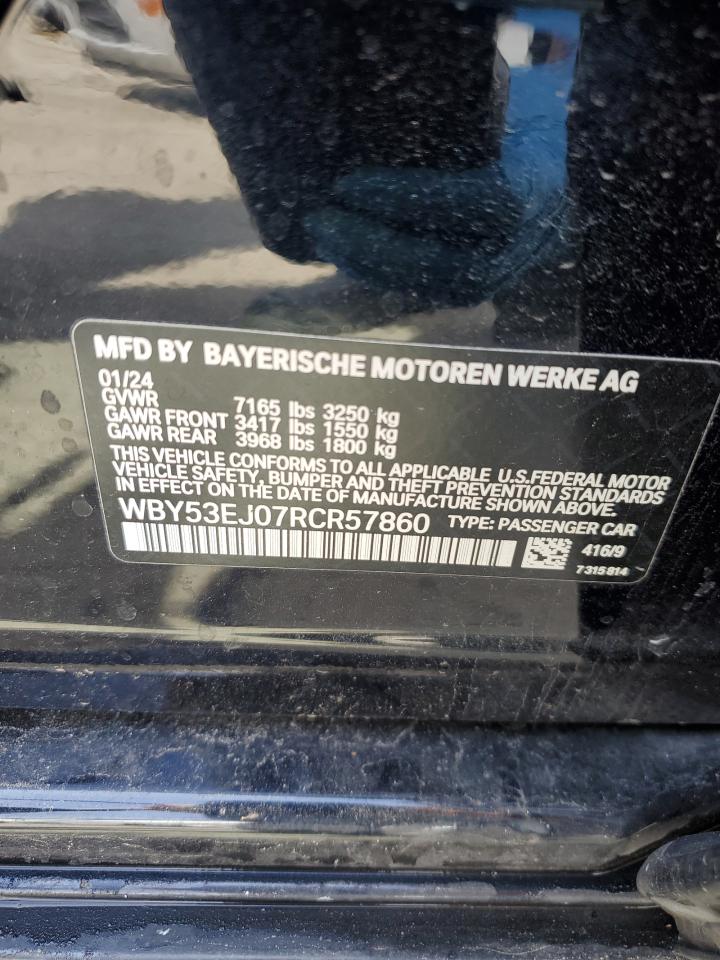 MFD BY BAYERISCHE MOTOREN WERKE AG
01/24
GVWR 7165 lbs 3250 kg
GAWR FRONT 3417 lbs 1550 kg
GAWR REAR 3968 lbs 1800 kg
THIS VEHICLE CONFORMS TO ALL APPLICABLE U.S.FEDERAL MOTOR
VEHICLE SAFETY, BUMPER AND THEFT PREVENTION STANDARDS
IN EFFECT ON THE DATE OF MANUFACTURE SHOWN ABOVE.
WBY53EJ07RCR57860 TYPE: PASSENGER CAR
416/9
7 315 814